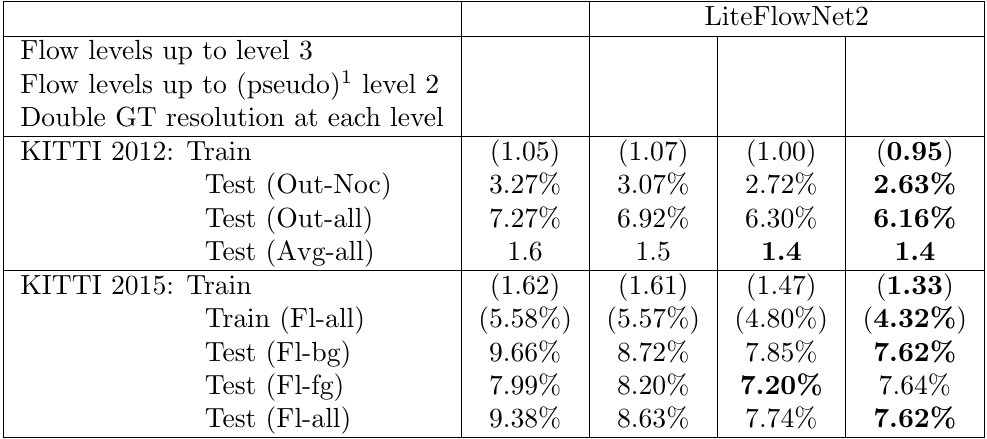 LiteFlowNet2
Flow levels up to level 3
Flow levels up to (pseudo)¹ level 2
Double GT resolution at each level
KITTI 2012: Train (1.05) (1.07) (1.00) (0.95)
Test (Out-Noc) 3.27% 3.07% 2.72% 2.63%
Test (Out-all) 7.27% 6.92% 6.30% 6.16%
Test (Avg-all) 1.6 1.5 1.4 1.4
KITTI 2015: Train (1.62) (1.61) (1.47) (1.33)
Train (Fl-all) (5.58%) (5.57%) (4.80%) (4.32%)
Test (Fl-bg) 9.66% 8.72% 7.85% 7.62%
Test (Fl-fg) 7.99% 8.20% 7.20% 7.64%
Test (Fl-all) 9.38% 8.63% 7.74% 7.62%